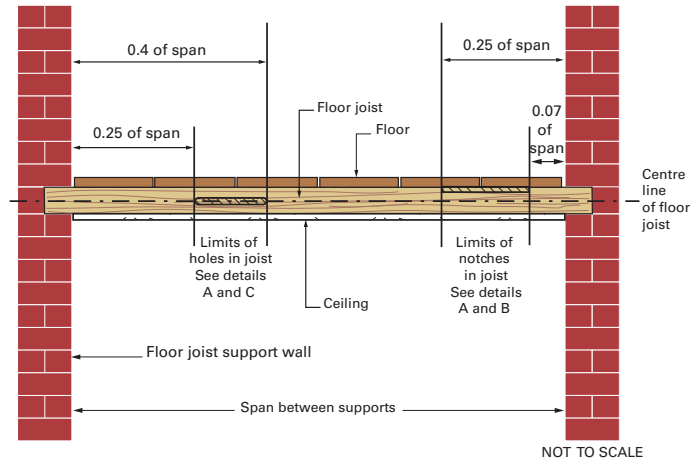 0.4 of span
0.25 of span
0.07
of
span
Floor joist
Floor
0.25 of span
Centre
line
of floor
joist
Limits of
holes in joist
See details
A and C
Limits of
notches
in joist
See details
A and B
Ceiling
Floor joist support wall
Span between supports
NOT TO SCALE